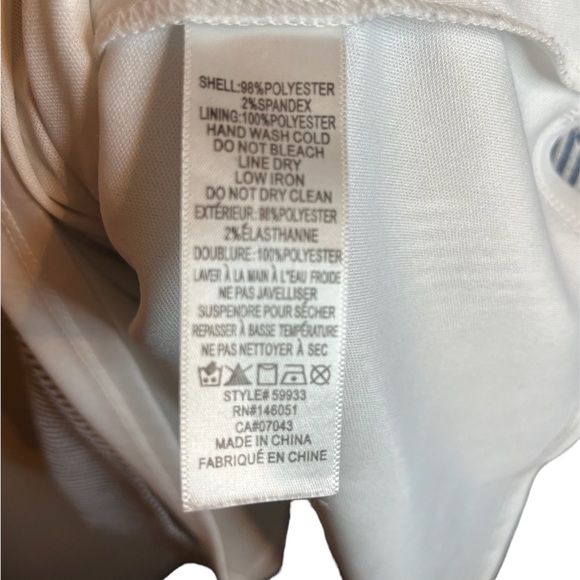 SHELL:98%POLYESTER
2%SPANDEX
LINING:100%POLYESTER
HAND WASH COLD
DO NOT BLEACH
LINE DRY
LOW IRON
DO NOT DRY CLEAN
EXTÉRIEUR: 98%POLYESTER
2%ÉLASTHANNE
DOUBLURE: 100%POLYESTER
LAVER À LA MAIN À L'EAU FROIDE
NE PAS JAVELLISER
SUSPENDRE POUR SÉCHER
REPASSER À BASSE TEMPÉRATURE
NE PAS NETTOYER À SEC
STYLE# 59933
RN#146051
CA#07043
MADE IN CHINA
FABRIQUÉ EN CHINE